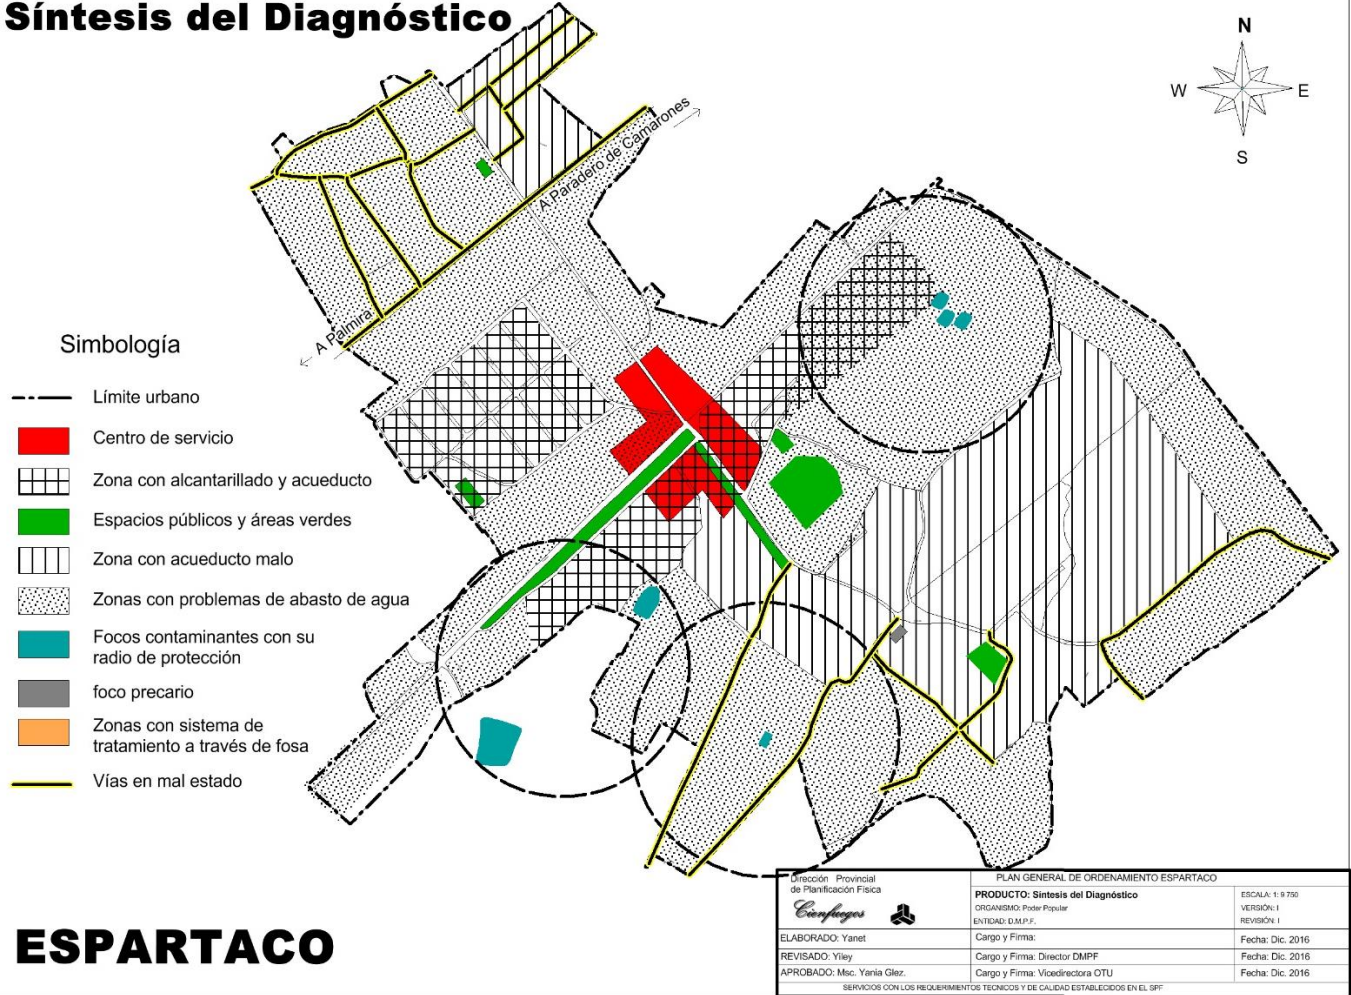 Síntesis del Diagnóstico
N
W
E
S
A Paradero de Camarones
A Palmira
Simbología
Límite urbano
Centro de servicio
Zona con alcantarillado y acueducto
Espacios públicos y áreas verdes
Zona con acueducto malo
Zonas con problemas de abasto de agua
Focos contaminantes con su
radio de protección
foco precario
Zonas con sistema de
tratamiento a través de fosa
Vías en mal estado
ESPARTACO
Dirección Provincial
de Planificación Física
Cienfuegos
PLAN GENERAL DE ORDENAMIENTO ESPARTACO
PRODUCTO: Síntesis del Diagnóstico
ORGANISMO: Poder Popular
ENTIDAD: D.M.P.F.
ESCALA: 1: 9 750
VERSIÓN: I
REVISIÓN: I
ELABORADO: Yanet
Cargo y Firma:
Fecha: Dic. 2016
REVISADO: Yiley
Cargo y Firma: Director DMPF
Fecha: Dic. 2016
APROBADO: Msc. Yania Glez.
Cargo y Firma: Vicedirectora OTU
Fecha: Dic. 2016
SERVICIOS CON LOS REQUERIMIENTOS TECNICOS Y DE CALIDAD ESTABLECIDOS EN EL SPF